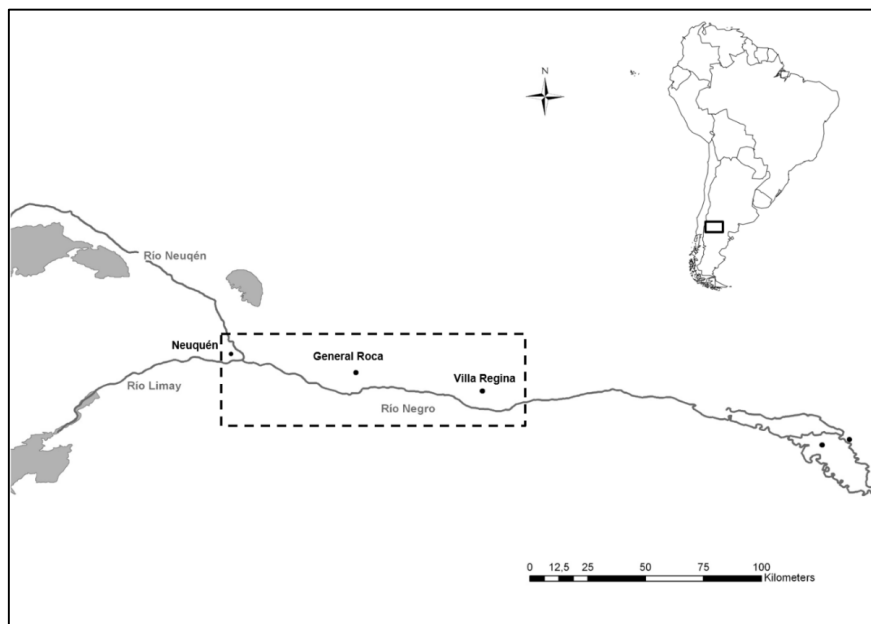 N
Río Neuqén
Neuquén
General Roca
Río Limay
Villa Regina
Río Negro
0 12,5 25 50 75 100
Kilometers